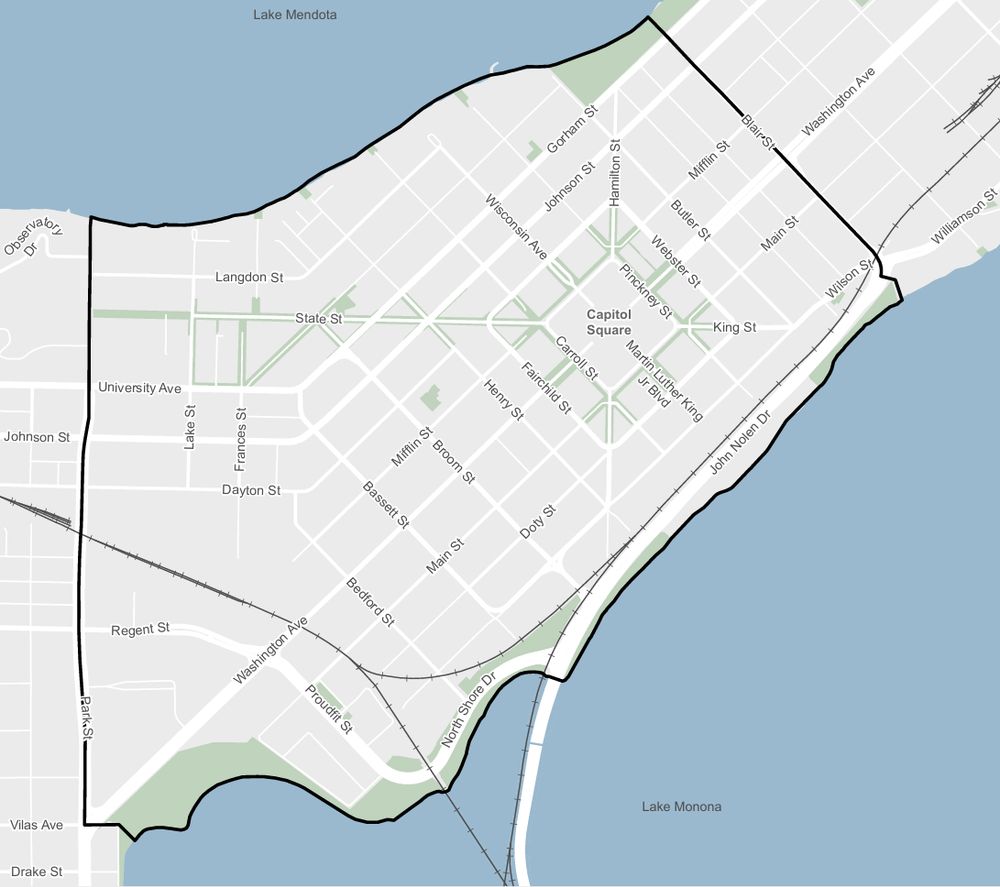 Lake Mendota
Washington Ave
Gorham St
Blair St
Hamilton St
Mifflin St
Johnson St
Observatory
Dr
Wisconsin Ave
Butler St
Williamson St
Main St
Webster St
Langdon St
Pinckney St
Wilson St
State St
Capitol
Square
King St
Carroll St
Martin Luther King
Jr Blvd
University Ave
Fairchild St
Henry St
Johnson St
Lake St
Frances St
Mifflin St
Broom St
John Nolen Dr
Dayton St
Bassett St
Doty St
Main St
Bedford St
Regent St
Washington Ave
Park St
Proudfit St
North Shore Dr
Lake Monona
Vilas Ave
Drake St